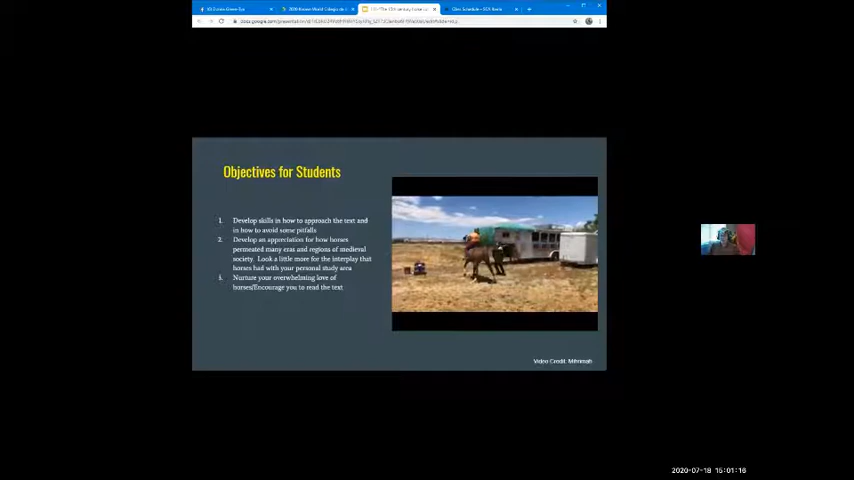 Objectives for Students
1. Develop skills in how to approach the text and
in how to avoid some pitfalls
2. Develop an appreciation for how horses
permeated many eras and regions of medieval
society. Look a little more for the interplay that
horses had with your personal study area
3. Nurture your overwhelming love of
horses/Encourage you to read the text
Video Credit: Mihrimah
2020-07-18 15:01:16